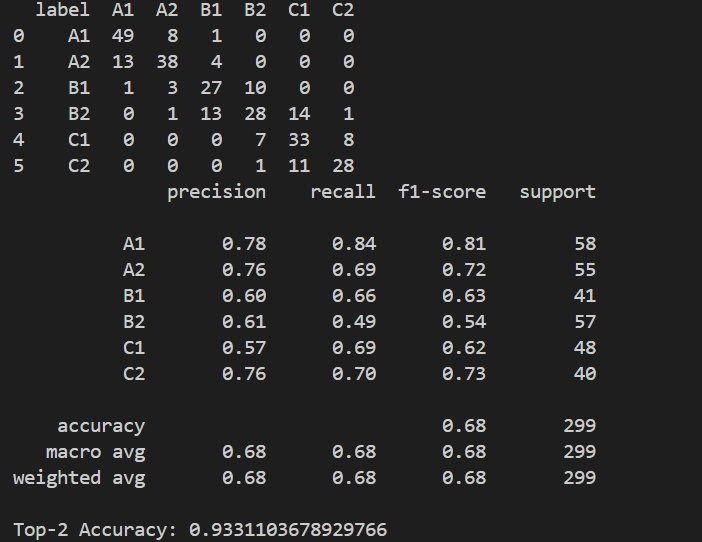 label A1 A2 B1 B2 C1 C2
0 A1 49 8 1 0 0 0
1 A2 13 38 4 0 0 0
2 B1 1 3 27 10 0 0
3 B2 0 1 13 28 14 1
4 C1 0 0 0 7 33 8
5 C2 0 0 0 1 11 28
precision recall f1-score support
A1 0.78 0.84 0.81 58
A2 0.76 0.69 0.72 55
B1 0.60 0.66 0.63 41
B2 0.61 0.49 0.54 57
C1 0.57 0.69 0.62 48
C2 0.76 0.70 0.73 40
accuracy 0.68 299
macro avg 0.68 0.68 0.68 299
weighted avg 0.68 0.68 0.68 299
Top-2 Accuracy: 0.9331103678929766